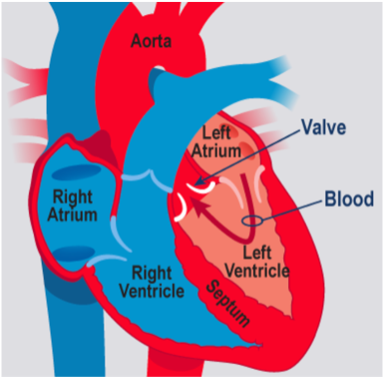 Aorta
Left
Atrium
Valve
Right
Atrium
Blood
Left
Ventricle
Right
Ventricle
Septum